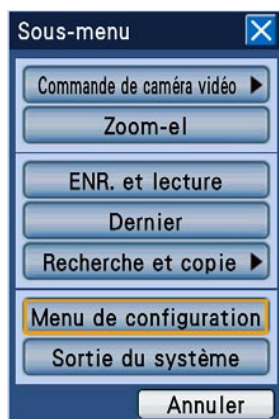 Sous-menu
Commande de caméra vidéo
Zoom-el
ENR. et lecture
Dernier
Recherche et copie
Menu de configuration
Sortie du système
Annuler